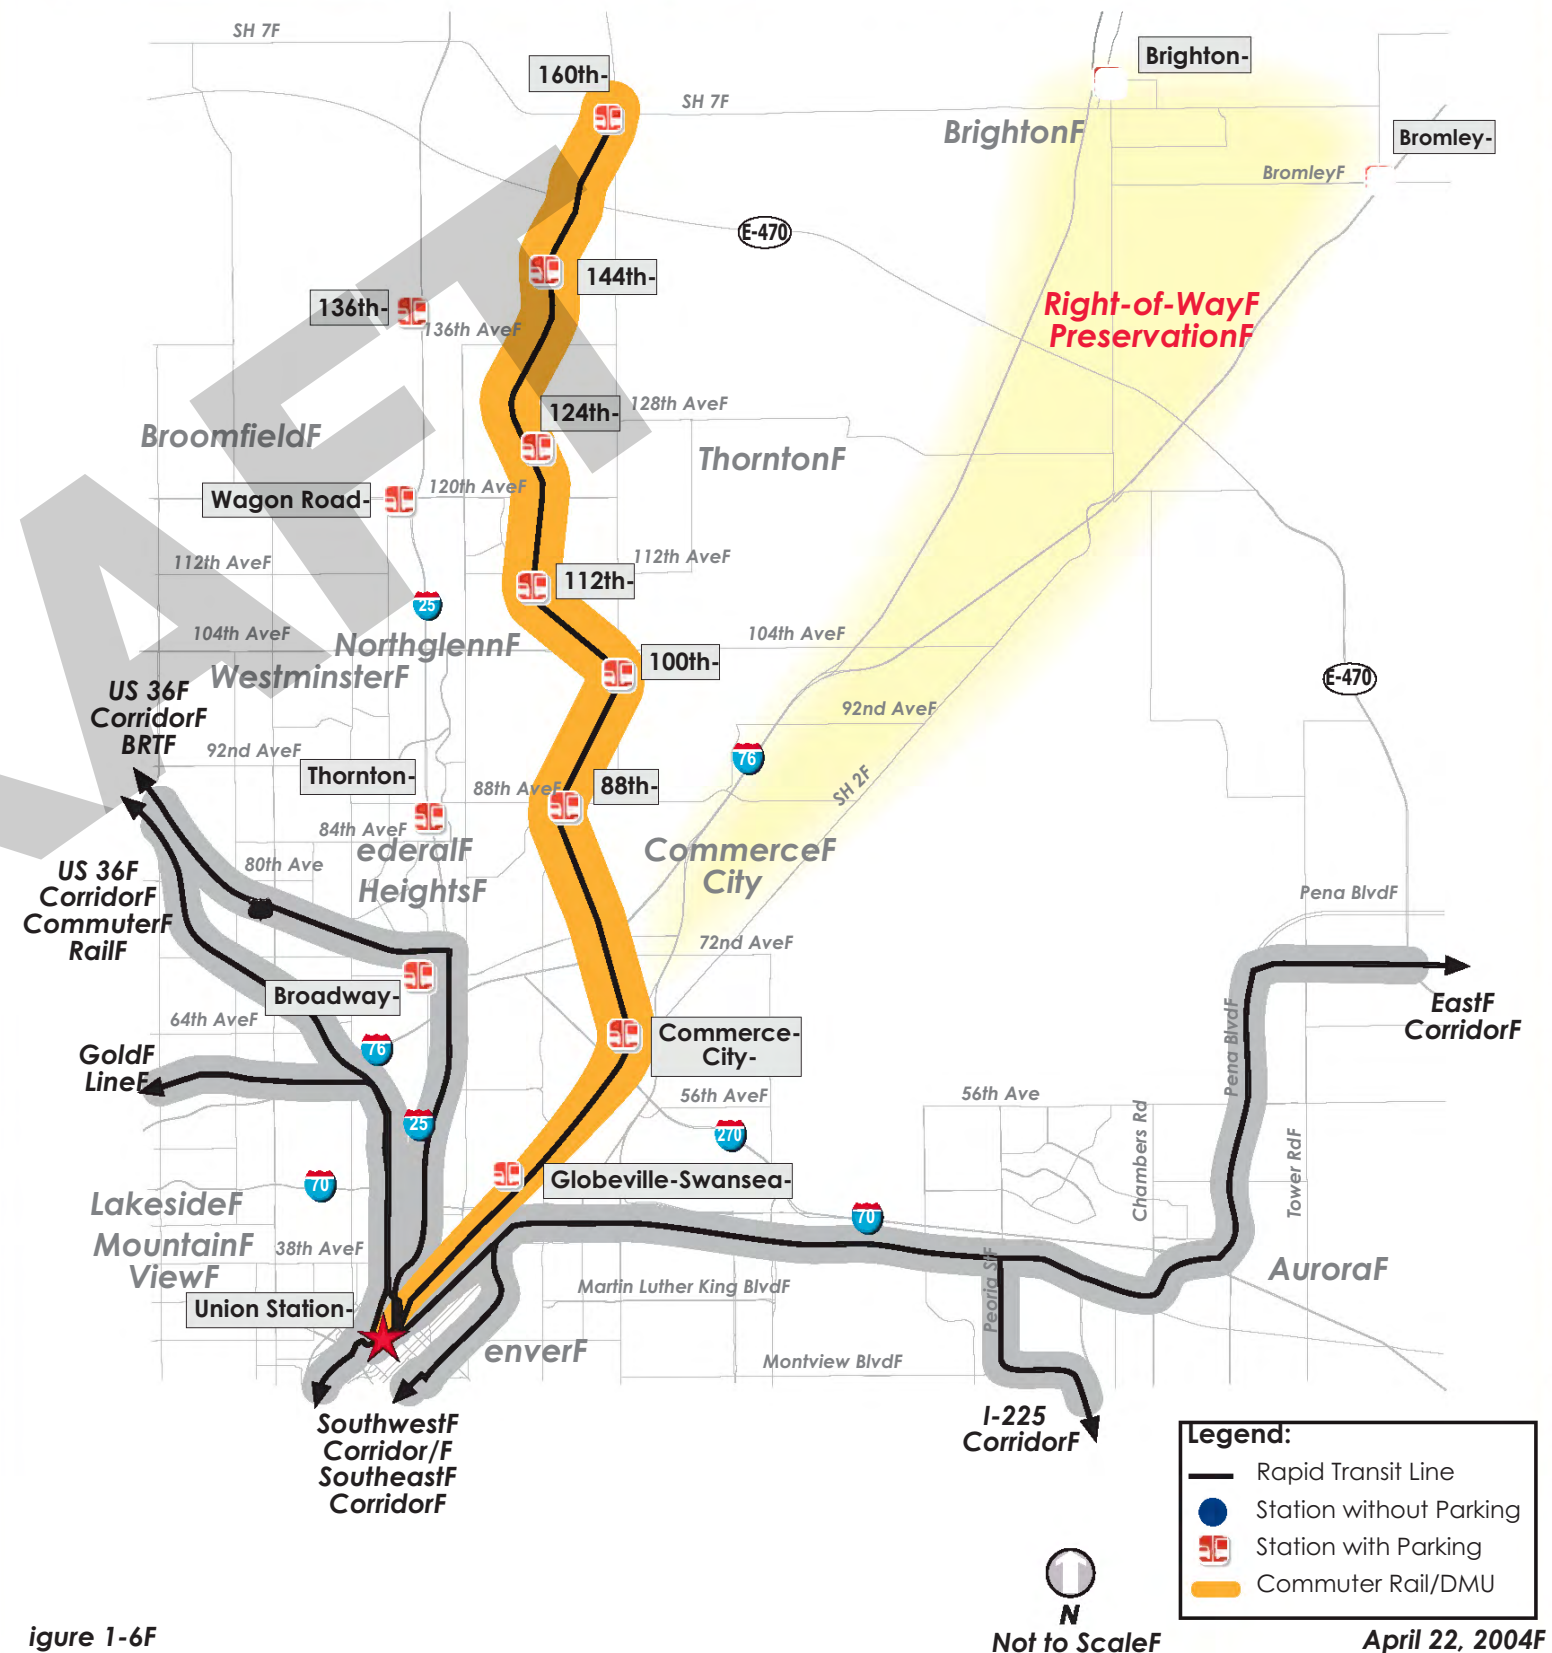 SH 7F
160th-
SH 7F
Brighton-
BrightonF
Bromley-
BromleyF
E-470
144th-
136th-
136th AveF
Right-of-WayF
PreservationF
124th-
128th AveF
BroomfieldF
ThorntonF
Wagon Road-
120th AveF
112th AveF
112th AveF
112th-
25
104th AveF
NorthglennF
104th AveF
WestminsterF
100th-
E-470
US 36F
CorridorF
BRTF
92nd AveF
92nd AveF
76
Thornton-
88th AveF
88th-
SH 2F
84th AveF
ederalF
HeightsF
CommerceF
City
80th Ave
US 36F
CorridorF
CommuterF
RailF
Pena BlvdF
72nd AveF
Broadway-
EastF
CorridorF
64th AveF
76
GoldF
LineF
Commerce-
City-
Pena BlvdF
56th AveF
56th Ave
25
270
Chambers Rd
Tower RdF
70
Globeville-Swansea-
LakesideF
MountainF
ViewF
38th AveF
70
Martin Luther King BlvdF
Peoria StF
AuroraF
Union Station-
enverF
Montview BlvdF
SouthwestF
Corridor/F
SoutheastF
CorridorF
I-225
CorridorF
Legend:
Rapid Transit Line
Station without Parking
Station with Parking
Commuter Rail/DMU
N
Not to ScaleF
igure 1-6F
April 22, 2004F
AFT